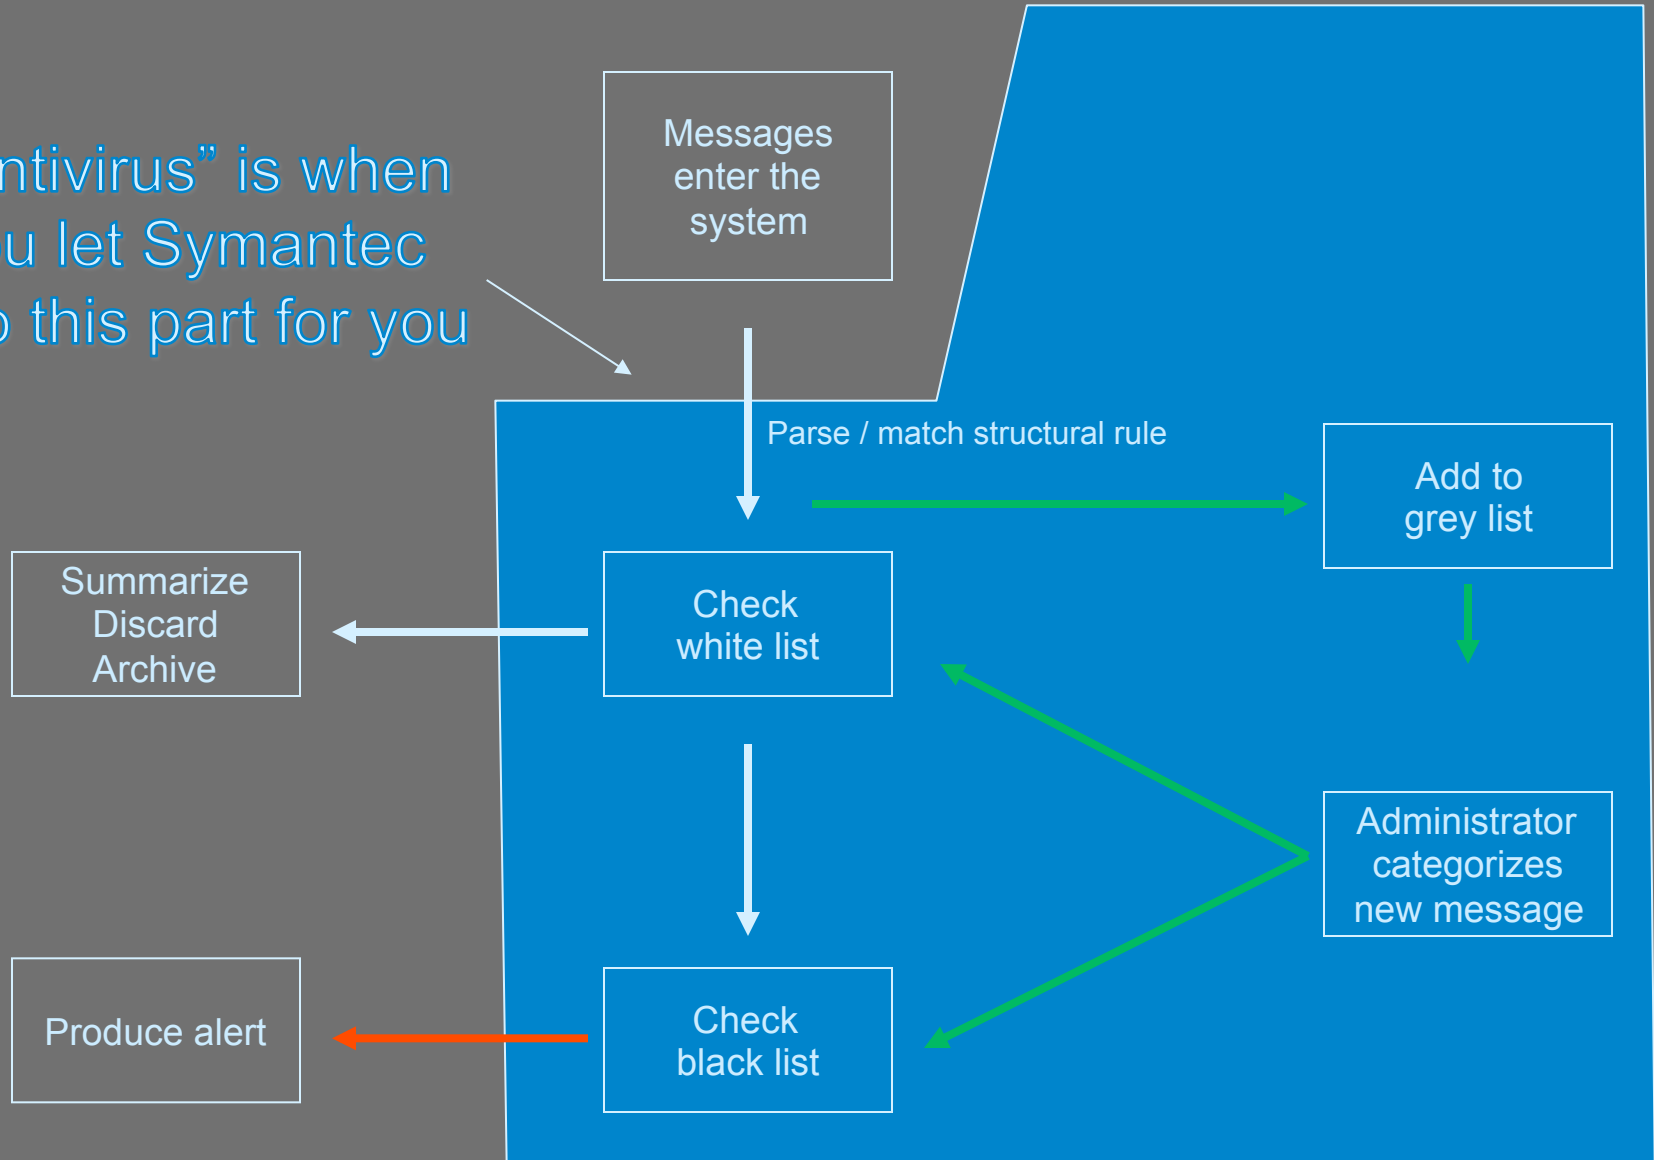 ntivirus” is when
u let Symantec
this part for you
Messages
enter the
system
Parse / match structural rule
Add to
grey list
Summarize
Discard
Archive
Check
white list
Administrator
categorizes
new message
Produce alert
Check
black list